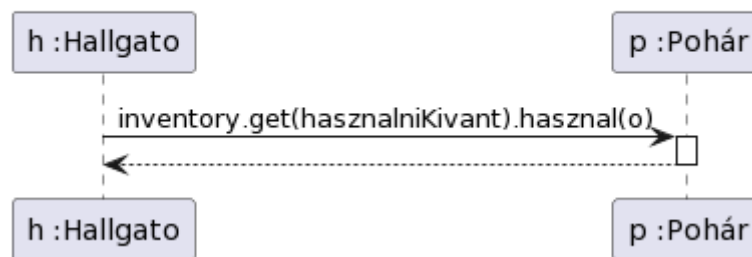 h :Hallgato
p :Pohár
inventory.get(hasznalniKivant).hasznal(o)
h :Hallgato
p :Pohár